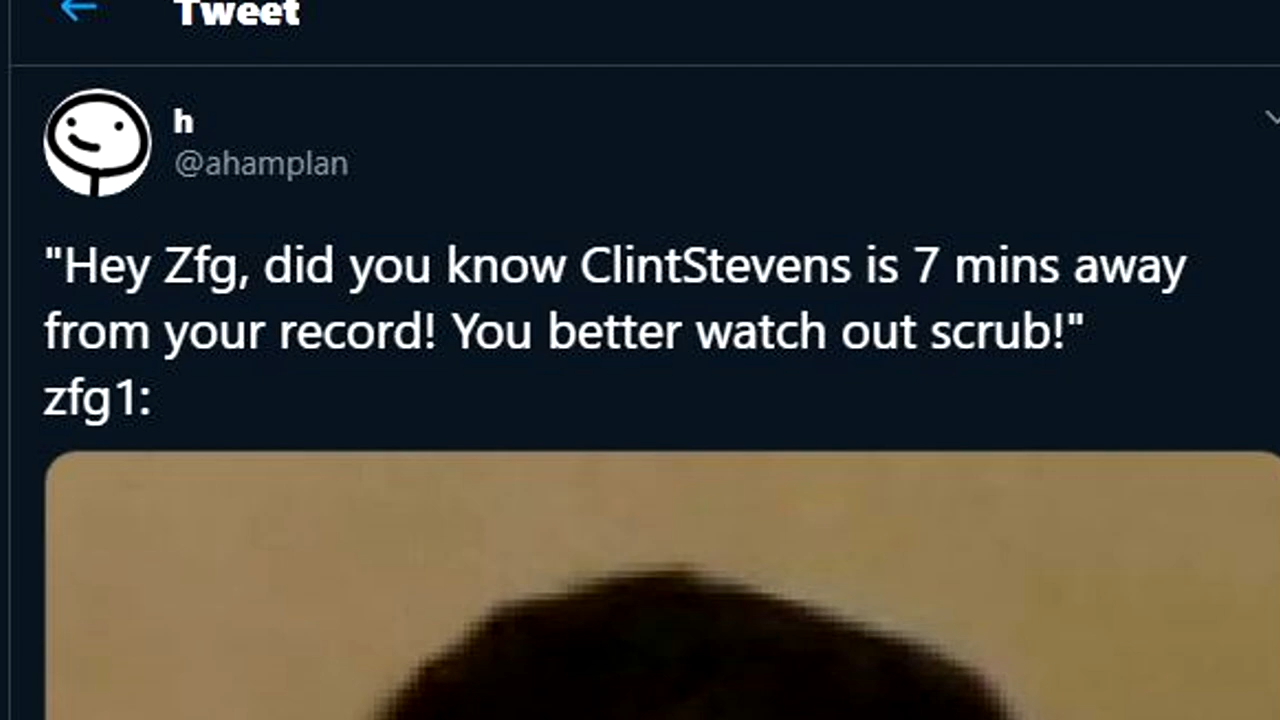 Tweet
h
@ahamplan
"Hey Zfg, did you know ClintStevens is 7 mins away
from your record! You better watch out scrub!"
zfg1: